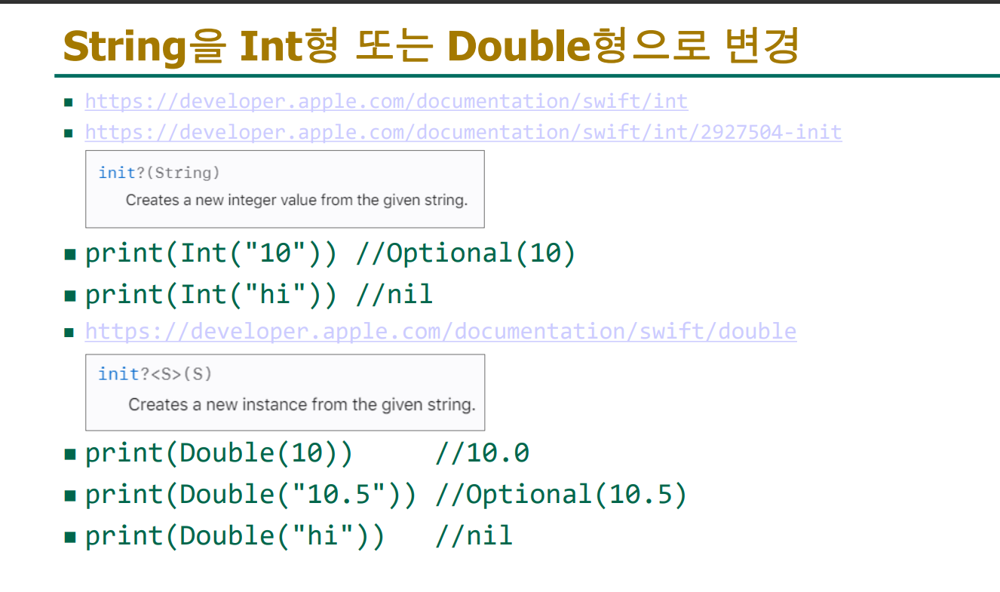 String을 Int형 또는 Double형으로 변경
https://developer.apple.com/documentation/swift/int
https://developer.apple.com/documentation/swift/int/2927504-init
init?(String)
Creates a new integer value from the given string.
print(Int("10")) //Optional(10)
print(Int("hi")) //nil
https://developer.apple.com/documentation/swift/double
init?<S>(S)
Creates a new instance from the given string.
print(Double(10)) //10.0
print(Double("10.5")) //Optional(10.5)
print(Double("hi")) //nil